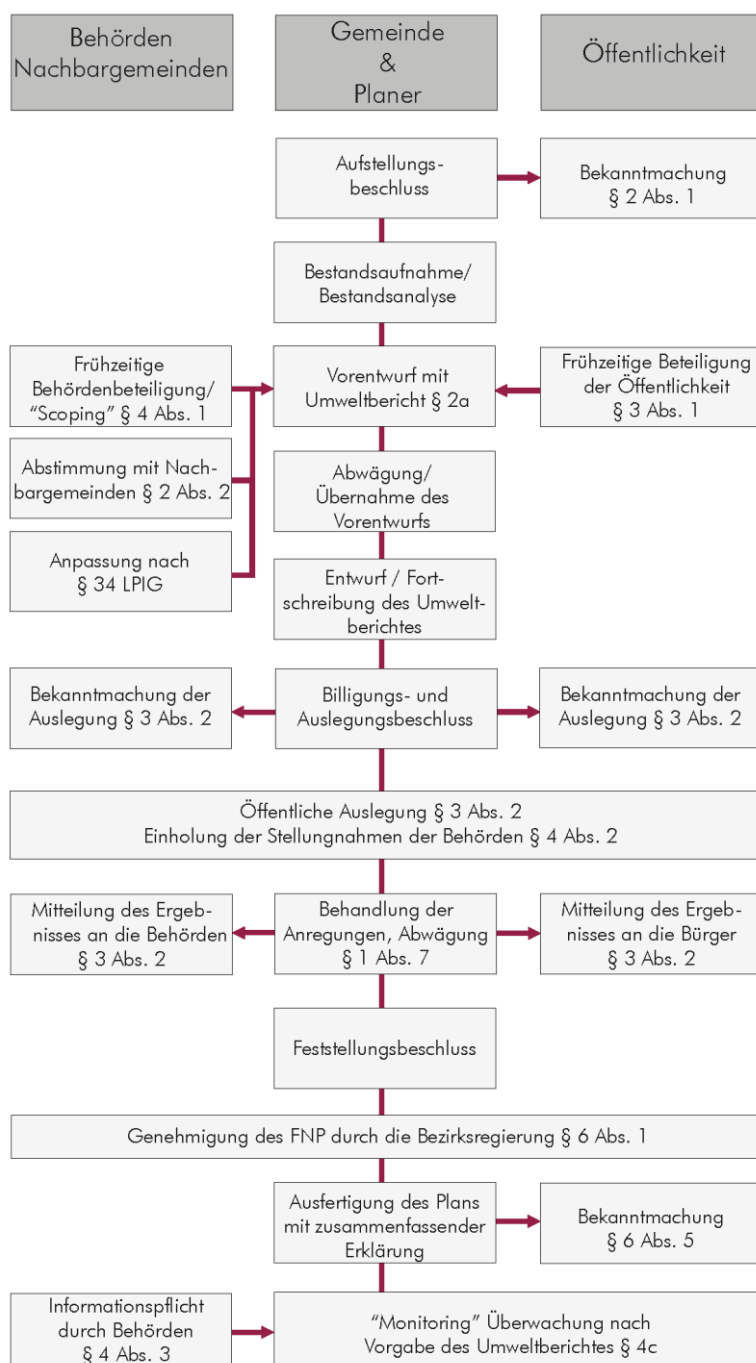 Behörden
Nachbargemeinden
Gemeinde
&
Planer
Öffentlichkeit
Aufstellungs-
beschluss
Bekanntmachung
§ 2 Abs. 1
Bestandsaufnahme/
Bestandsanalyse
Frühzeitige
Behördenbeteiligung/
“Scoping” § 4 Abs. 1
Vorentwurf mit
Umweltbericht § 2a
Frühzeitige Beteiligung
der Öffentlichkeit
§ 3 Abs. 1
Abstimmung mit Nach-
bargemeinden § 2 Abs. 2
Abwägung/
Übernahme des
Vorentwurfs
Anpassung nach
§ 34 LPIG
Entwurf / Fort-
schreibung des Umwelt-
berichtes
Bekanntmachung der
Auslegung § 3 Abs. 2
Billigungs- und
Auslegungsbeschluss
Bekanntmachung der
Auslegung § 3 Abs. 2
Öffentliche Auslegung § 3 Abs. 2
Einholung der Stellungnahmen der Behörden § 4 Abs. 2
Mitteilung des Ergeb-
nisses an die Behörden
§ 3 Abs. 2
Behandlung der
Anregungen, Abwägung
§ 1 Abs. 7
Mitteilung des Ergeb-
nisses an die Bürger
§ 3 Abs. 2
Feststellungsbeschluss
Genehmigung des FNP durch die Bezirksregierung § 6 Abs. 1
Ausfertigung des Plans
mit zusammenfassender
Erklärung
Bekanntmachung
§ 6 Abs. 5
Informationspflicht
durch Behörden
§ 4 Abs. 3
“Monitoring” Überwachung nach
Vorgabe des Umweltberichtes § 4c